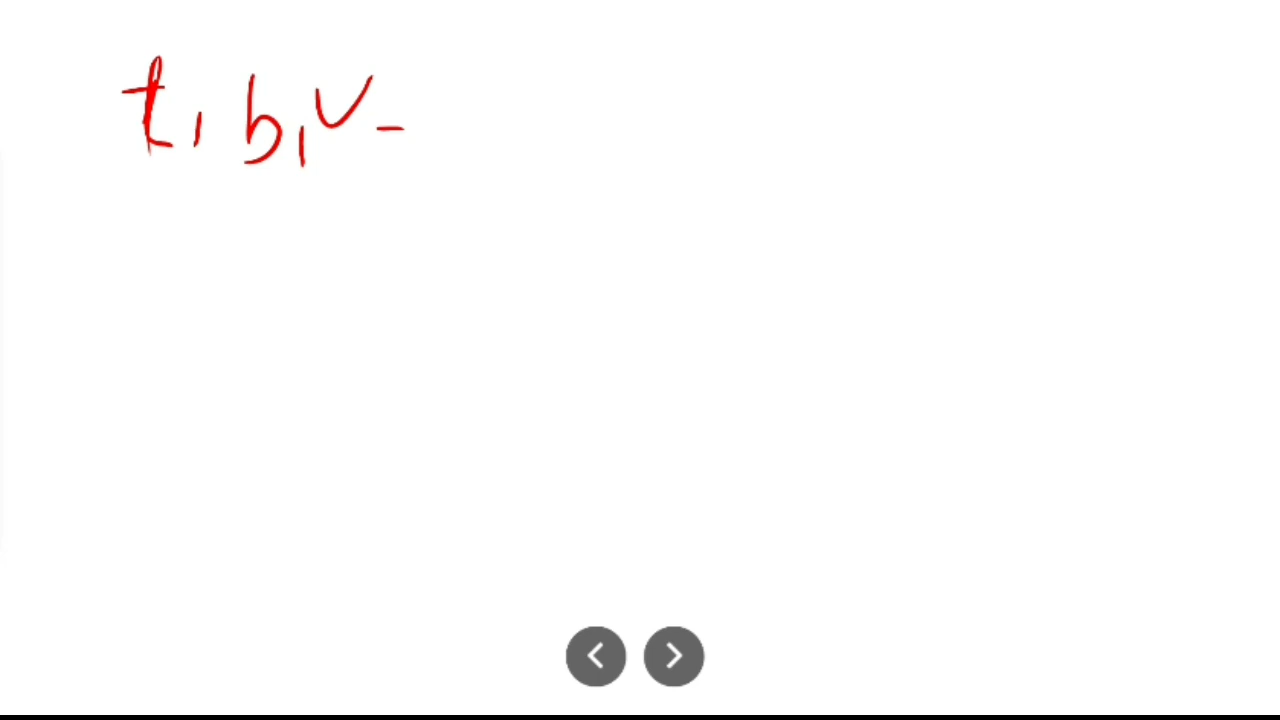 t, b, v -